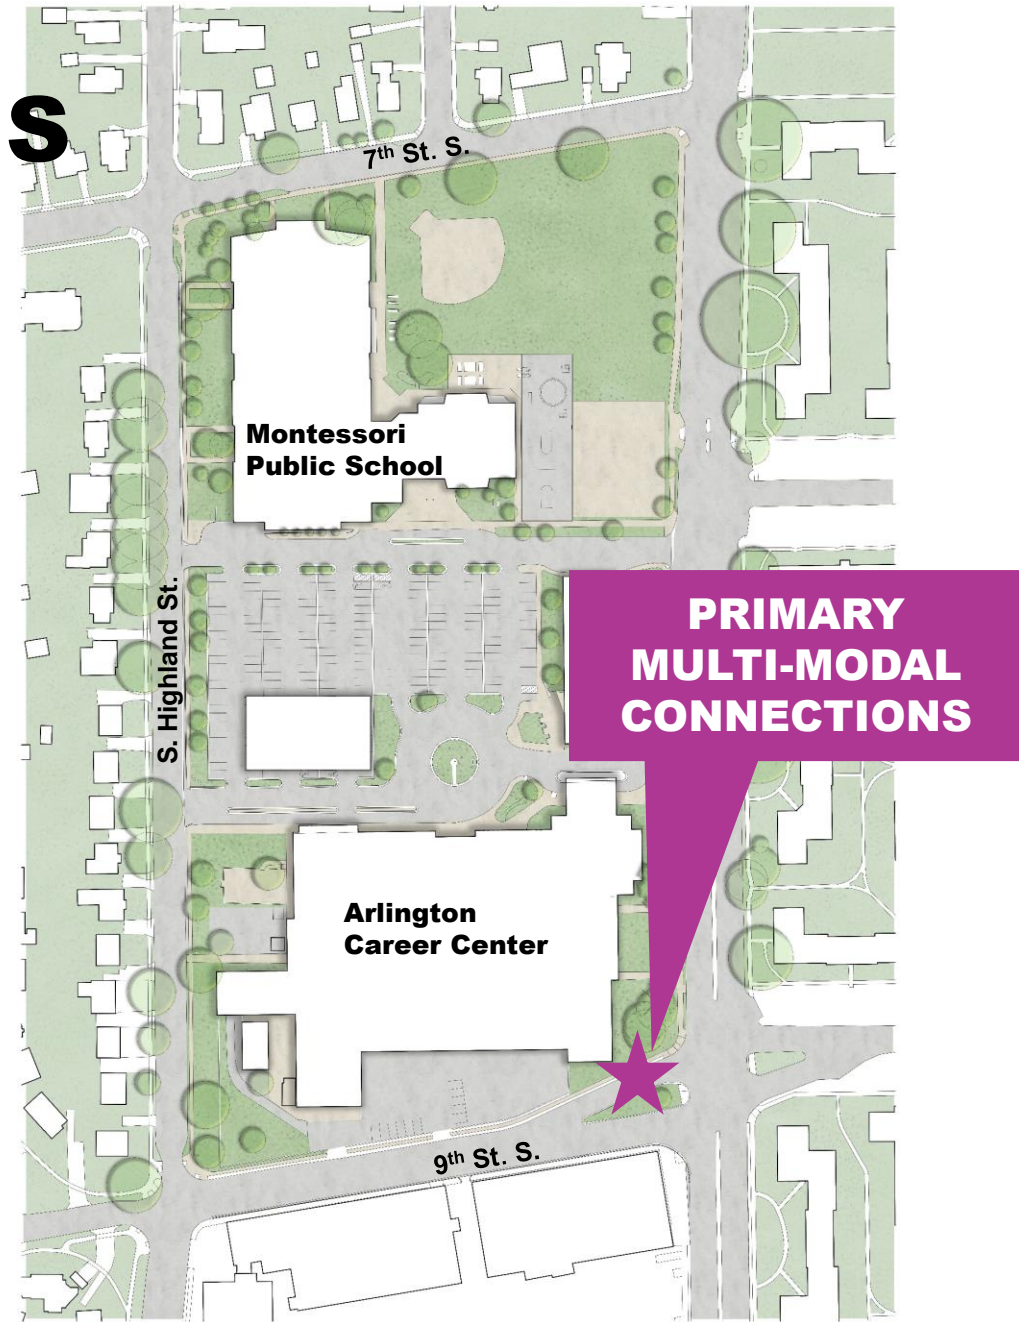 S
7th St. S.
Montessori
Public School
S. Highland St.
PRIMARY
MULTI-MODAL
CONNECTIONS
Arlington
Career Center
9th St. S.